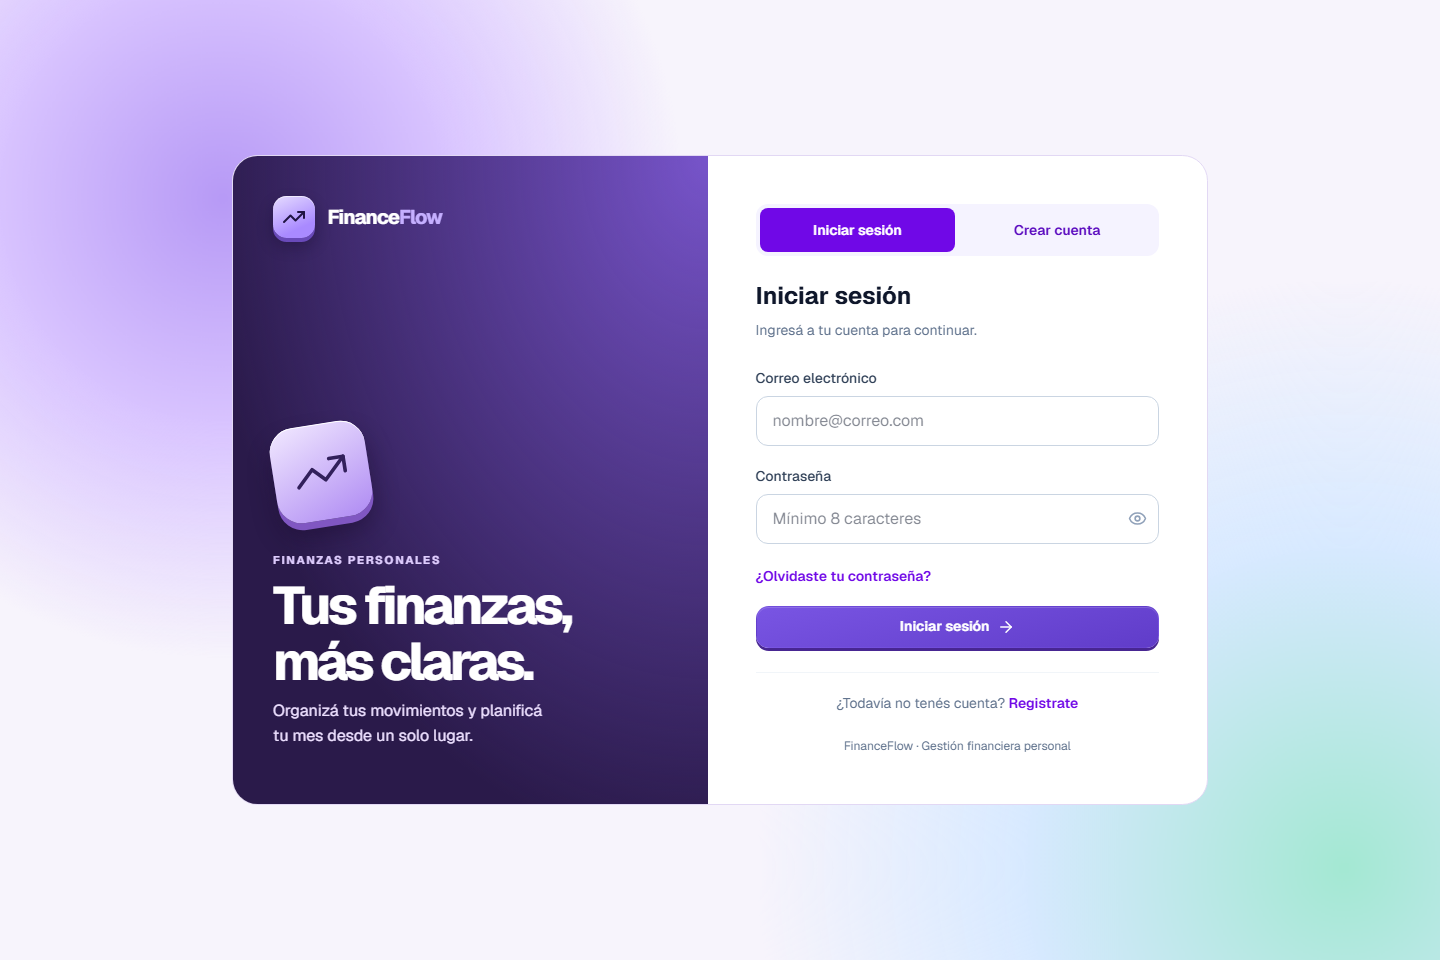 FinanceFlow
FINANZAS PERSONALES
Tus finanzas,
más claras.
Organizá tus movimientos y planificá
tu mes desde un solo lugar.
Iniciar sesión
Crear cuenta
Iniciar sesión
Ingresá a tu cuenta para continuar.
Correo electrónico
nombre@correo.com
Contraseña
Mínimo 8 caracteres
¿Olvidaste tu contraseña?
Iniciar sesión
¿Todavía no tenés cuenta? Registrate
FinanceFlow · Gestión financiera personal